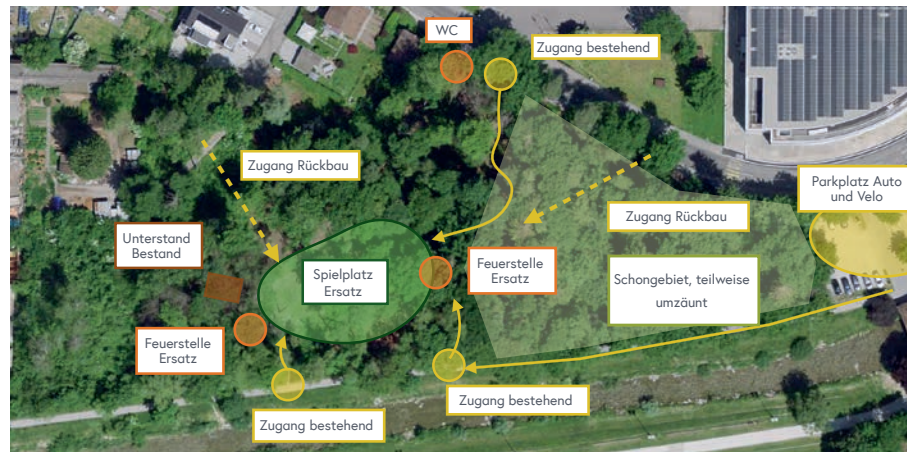 WC
Zugang bestehend
Zugang Rückbau
Parkplatz Auto
und Velo
Zugang Rückbau
Unterstand
Bestand
Spielplatz
Ersatz
Feuerstelle
Ersatz
Schongebiet, teilweise
umzäunt
Feuerstelle
Ersatz
Zugang bestehend
Zugang bestehend